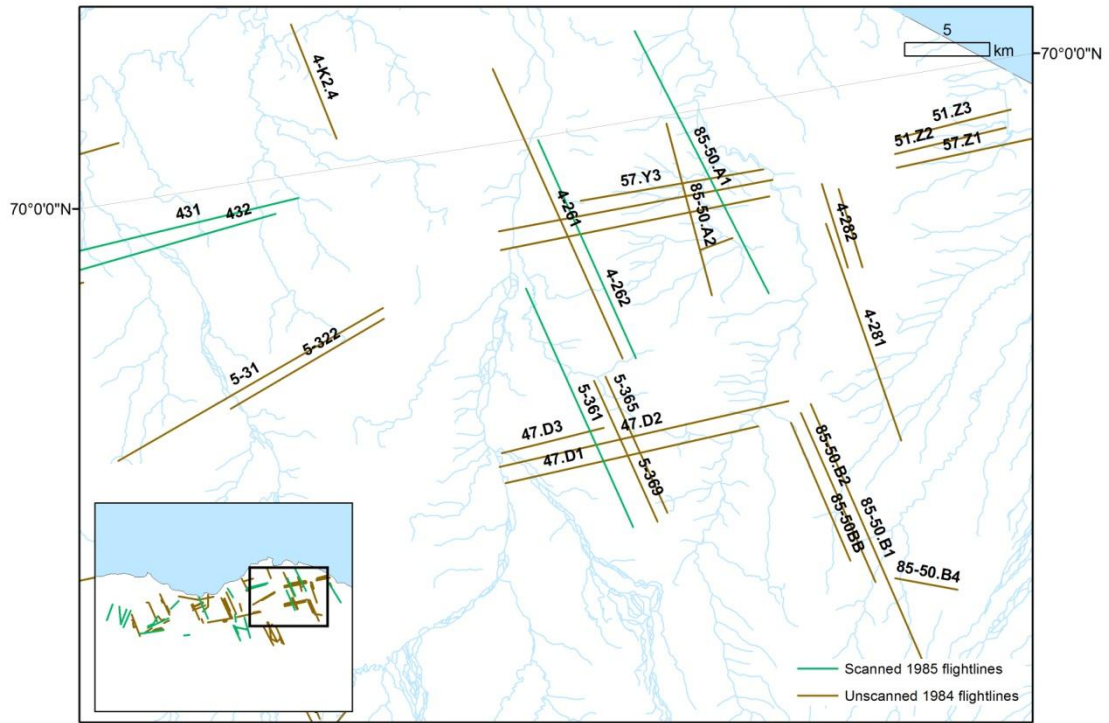 5
km
70°0'0"N
4-K2.4
51.Z3
51.Z2
57.Z1
85-50.A1
57.Y3
85-50.A2
4-261
4-282
70°0'0"N
431
432
4-262
4-281
5-322
5-31
5-365
5-361
47.D3
47.D2
47.D1
5-369
85-50.B2
85-50BB
85-50.B1
85-50.B4
Scanned 1985 flightlines
Unscanned 1984 flightlines